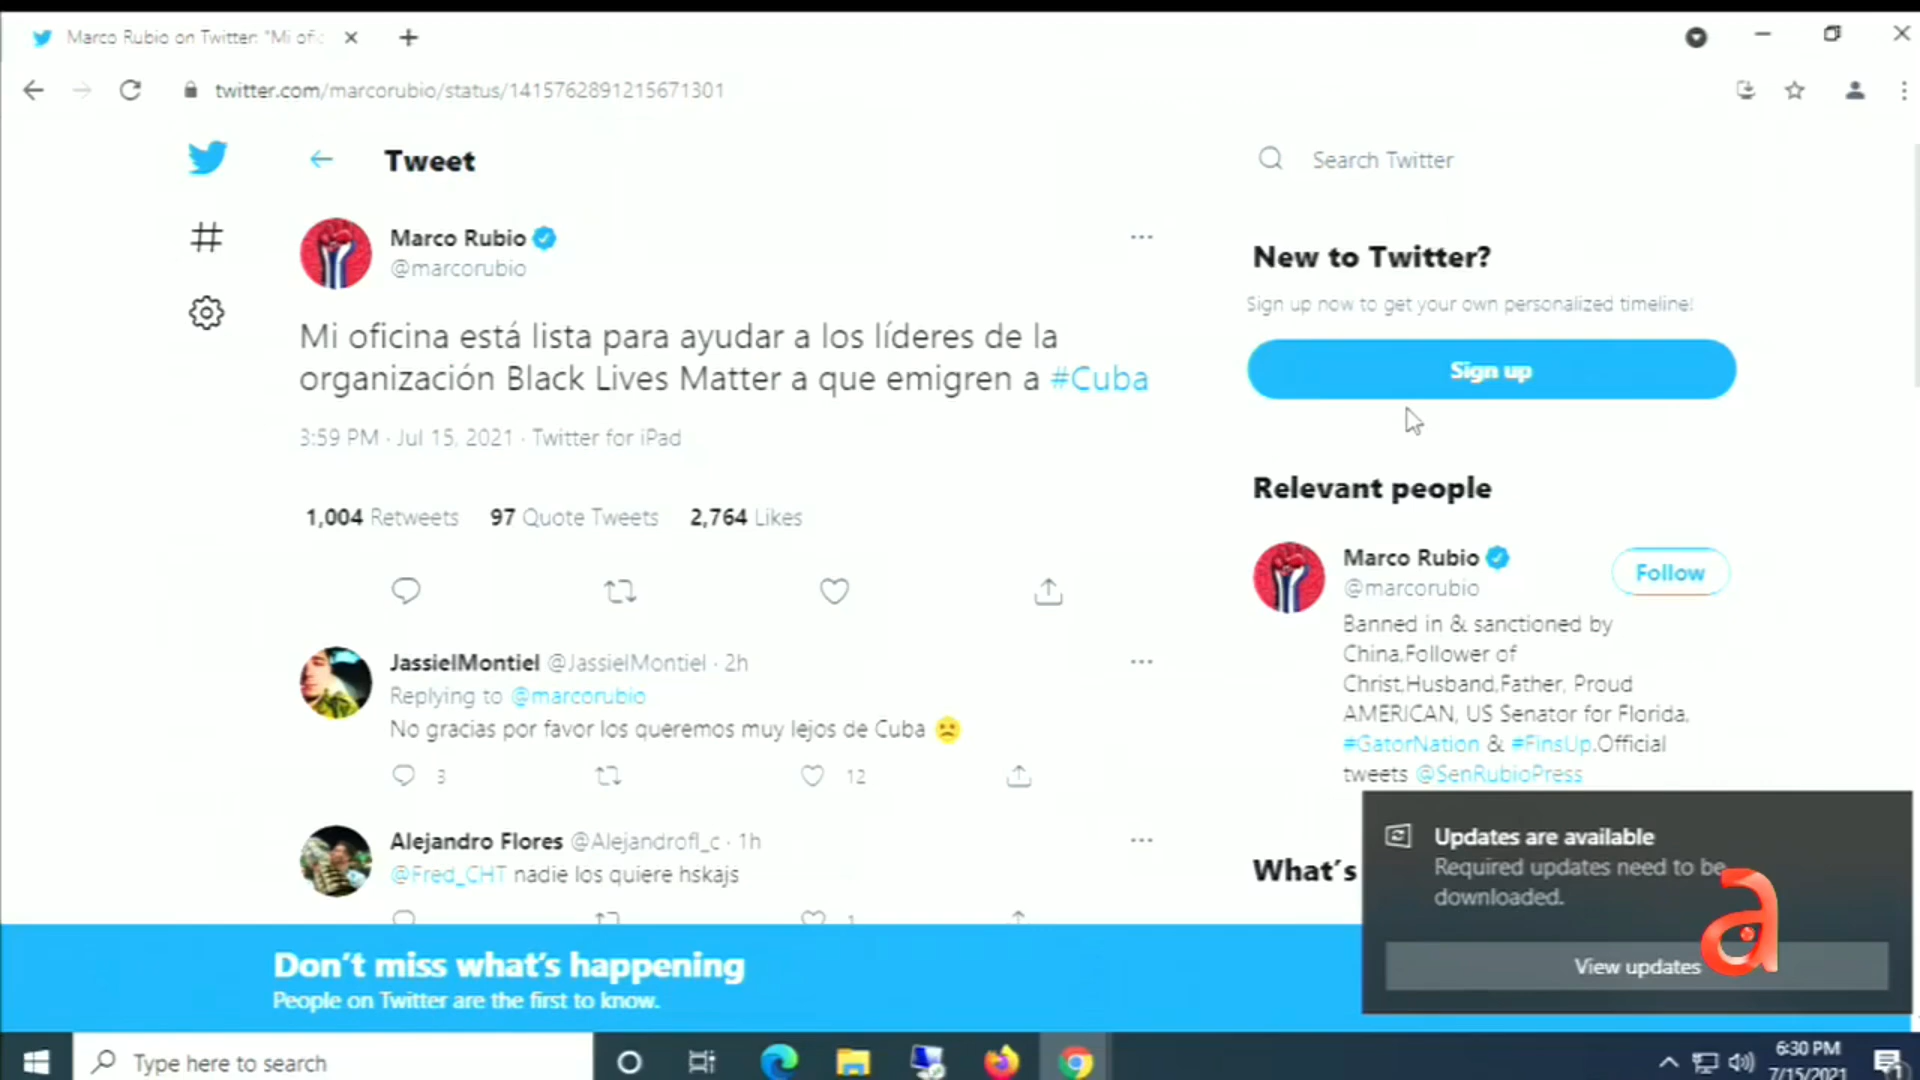 Marco Rubio on Twitter: "Mi ofic
twitter.com/marcorubio/status/1415762891215671301
Tweet
Search Twitter
Marco Rubio
@marcorubio
Mi oficina está lista para ayudar a los líderes de la
organización Black Lives Matter a que emigren a #Cuba
3:59 PM · Jul 15, 2021 · Twitter for iPad
1,004 Retweets 97 Quote Tweets 2,764 Likes
JassielMontiel @JassielMontiel · 2h
Replying to @marcorubio
No gracias por favor los queremos muy lejos de Cuba
3 12
Alejandro Flores @Alejandrofl_c · 1h
@Fred_CHT nadie los quiere hskajs
1
New to Twitter?
Sign up now to get your own personalized timeline!
Sign up
Relevant people
Marco Rubio
@marcorubio
Follow
Banned in & sanctioned by
China,Follower of
Christ,Husband,Father, Proud
AMERICAN, US Senator for Florida,
#GatorNation & #FinsUp.Official
tweets @SenRubioPress
What's
Updates are available
Required updates need to be
downloaded.
View updates
a
Don't miss what's happening
People on Twitter are the first to know.
Type here to search
6:30 PM
7/15/2021
1